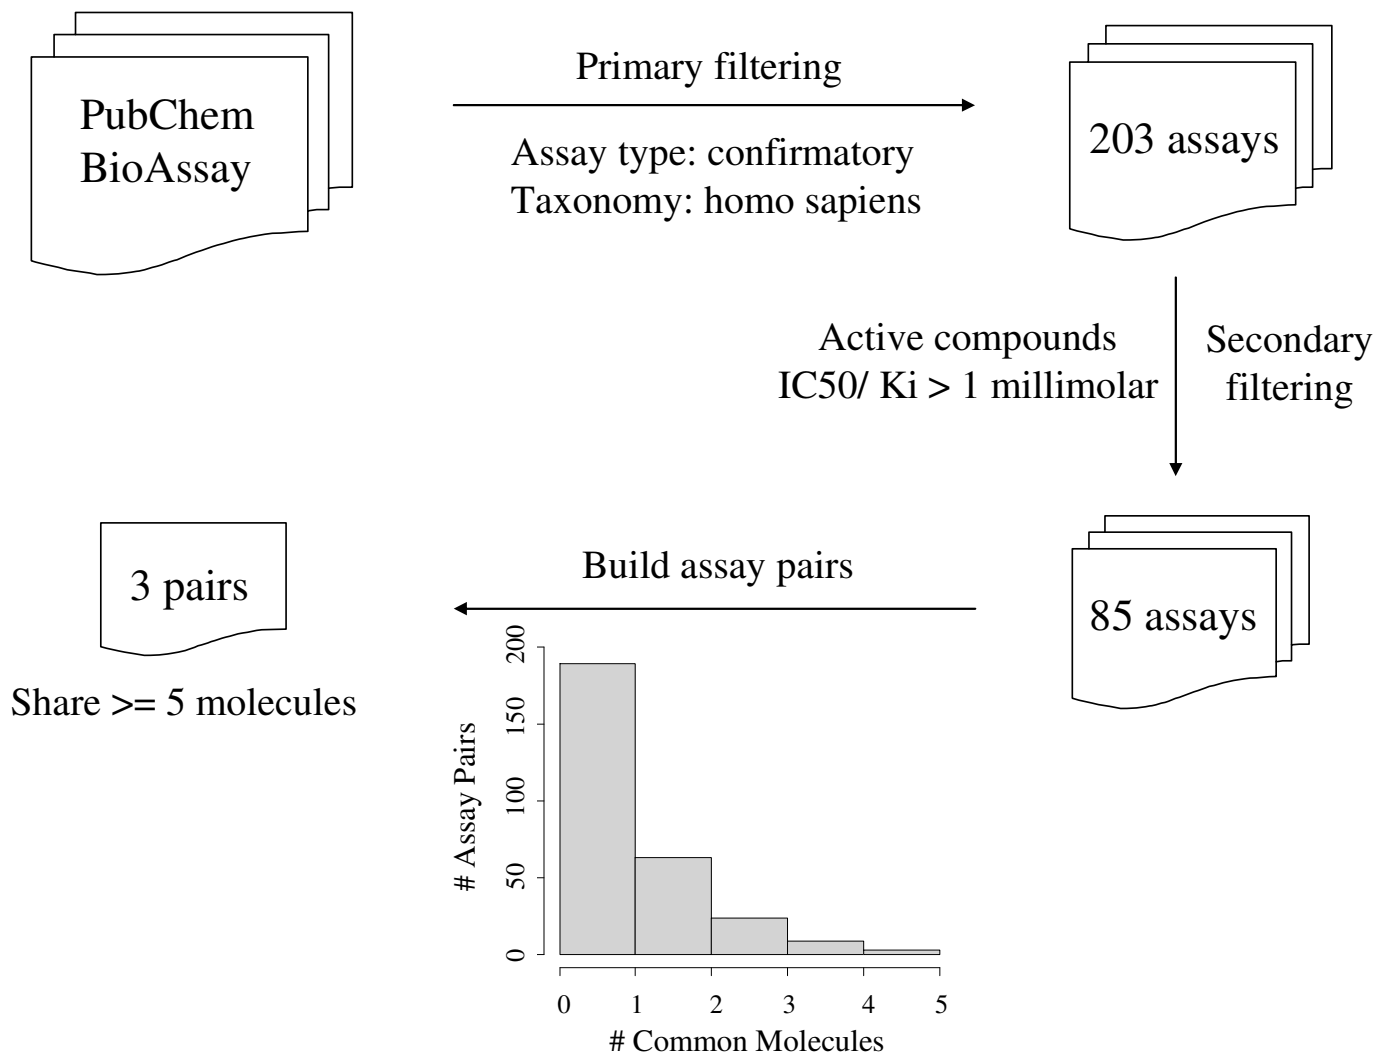 PubChem
BioAssay
Primary filtering
Assay type: confirmatory
Taxonomy: homo sapiens
203 assays
Active compounds
IC50/ Ki > 1 millimolar
Secondary
filtering
85 assays
Build assay pairs
3 pairs
Share >= 5 molecules
# Assay Pairs
200
150
100
50
0
0 1 2 3 4 5
# Common Molecules